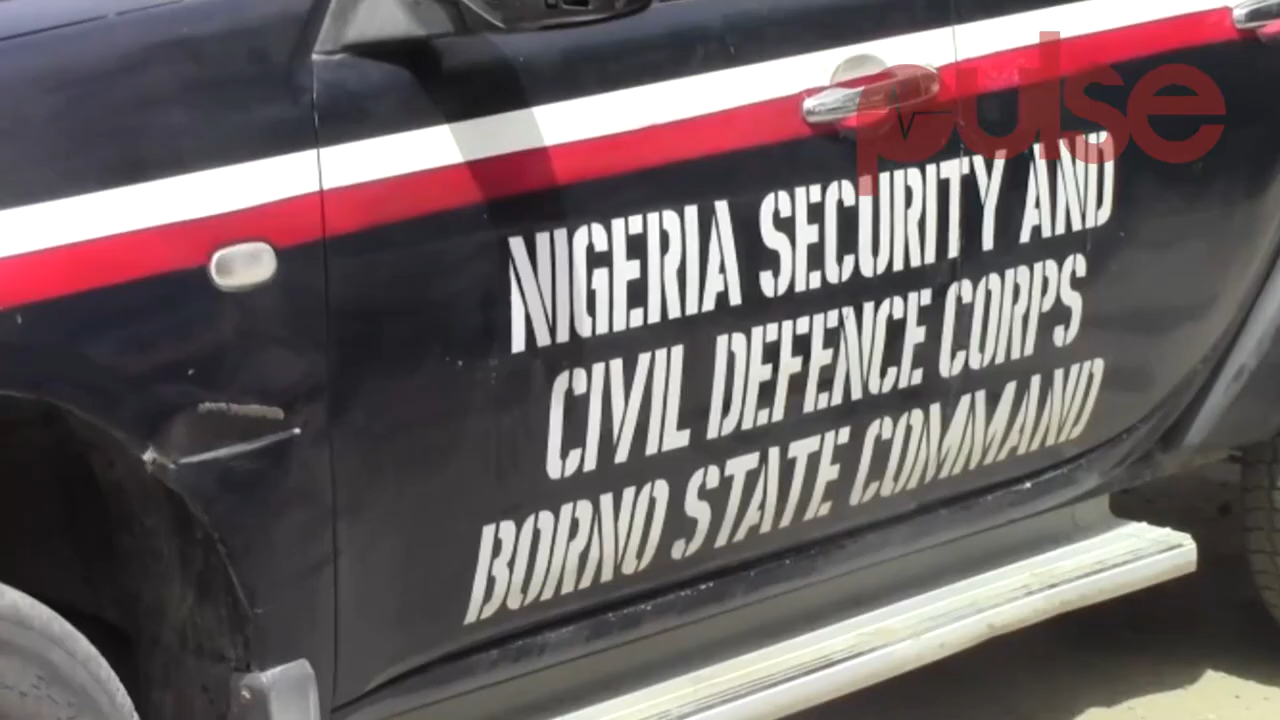 pulse
NIGERIA SECURITY AND
CIVIL DEFENCE CORPS
BORNO STATE COMMAND